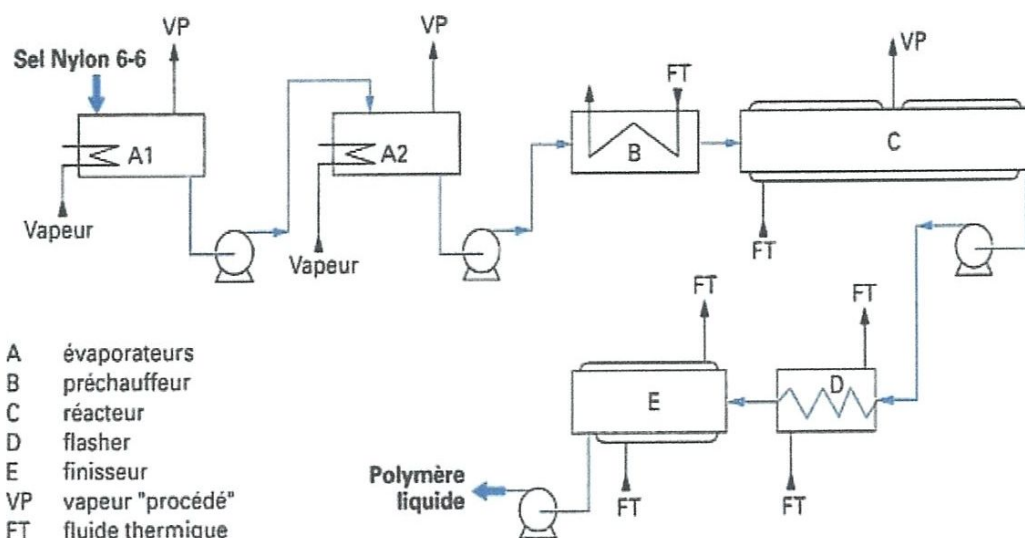 VP
VP
Sel Nylon 6-6
FT
VP
A1
A2
B
C
Vapeur
Vapeur
FT
FT
FT
A évaporateurs
B préchauffeur
C réacteur
D flasher
E finisseur
VP vapeur "procédé"
FT fluide thermique
E
D
Polymère
liquide
FT
FT